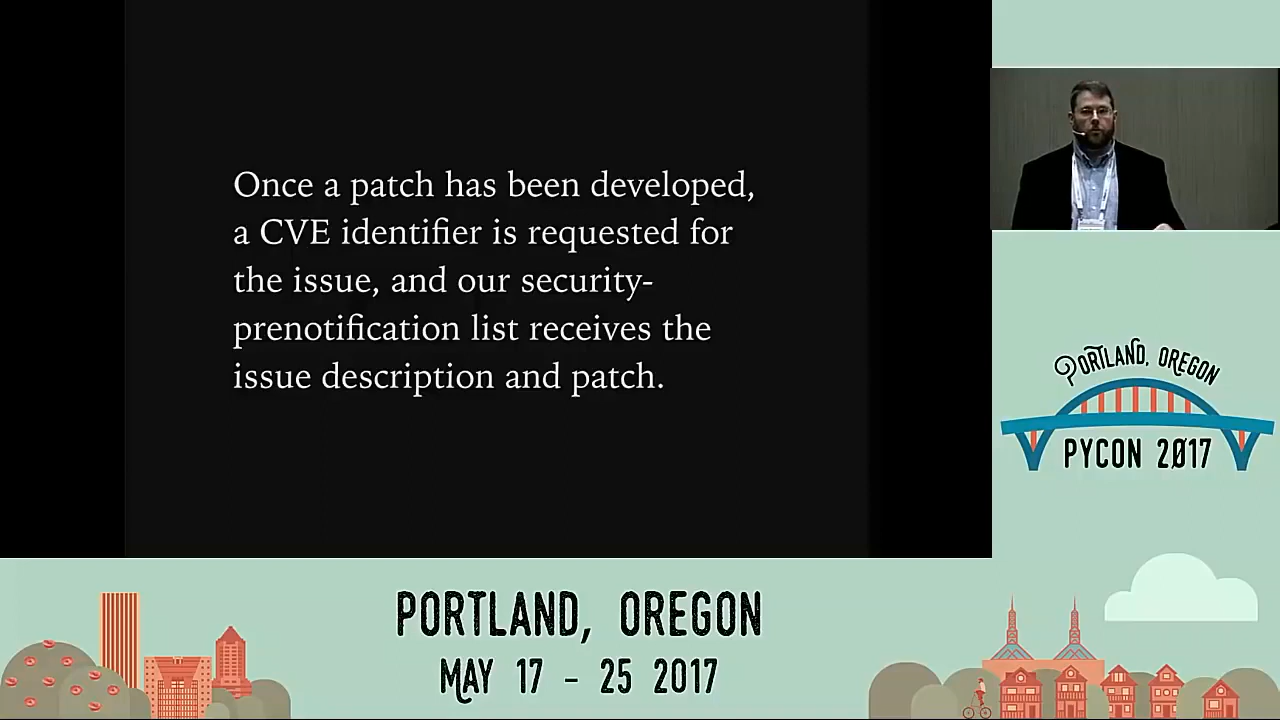 Once a patch has been developed,
a CVE identifier is requested for
the issue, and our security-
prenotification list receives the
issue description and patch.
PORTLAND, OREGON
PYCON 2017
PORTLAND, OREGON
MAY 17 - 25 2017